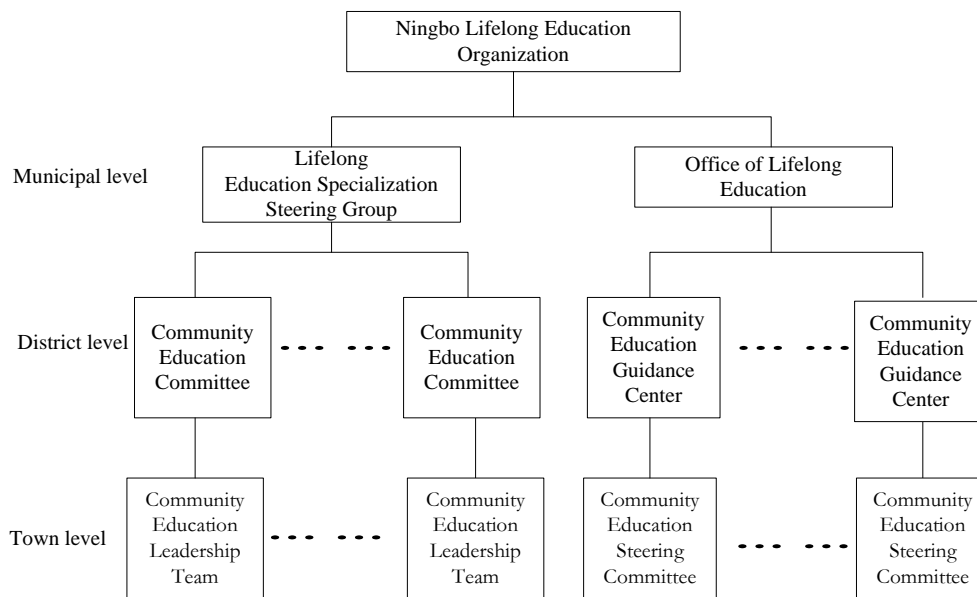 Ningbo Lifelong Education
Organization
Municipal level
Lifelong
Education Specialization
Steering Group
Office of Lifelong
Education
District level
Community
Education
Committee
Community
Education
Committee
Community
Education
Guidance
Center
Community
Education
Guidance
Center
Town level
Community
Education
Leadership
Team
Community
Education
Leadership
Team
Community
Education
Steering
Committee
Community
Education
Steering
Committee